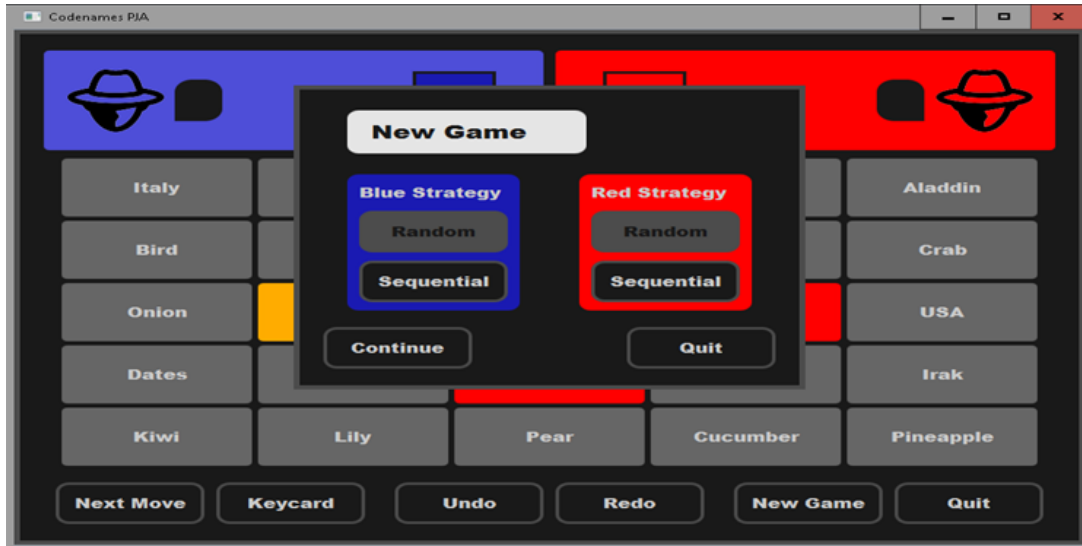 Codenames PJA
New Game
Blue Strategy
Red Strategy
Random
Random
Sequential
Sequential
Continue
Quit
Italy
Aladdin
Bird
Crab
Onion
USA
Dates
Irak
Kiwi
Lily
Pear
Cucumber
Pineapple
Next Move
Keycard
Undo
Redo
New Game
Quit